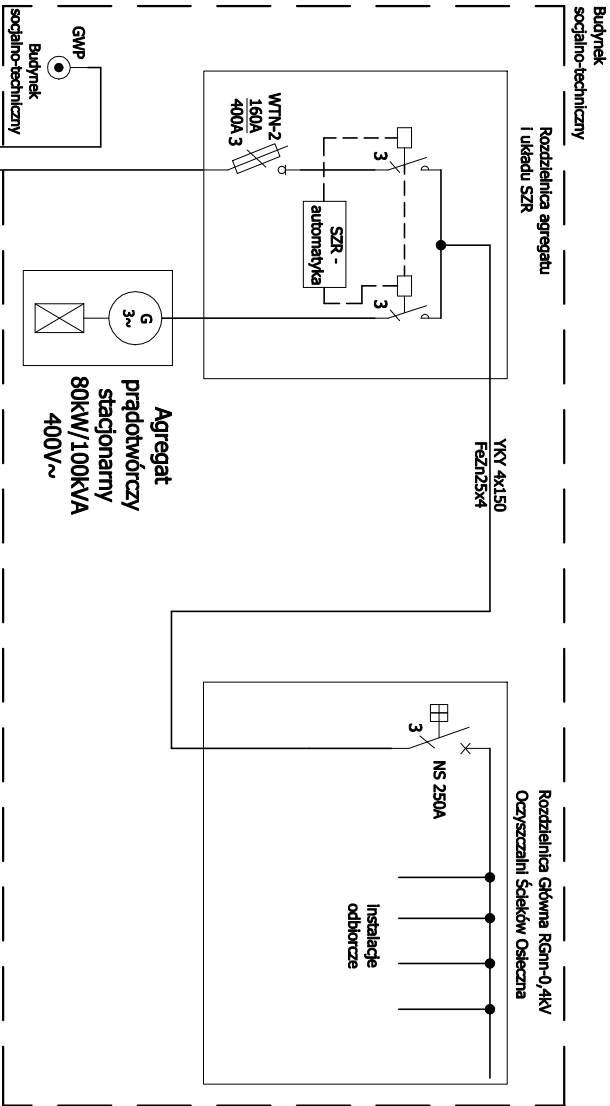 Budynek
socjalno-techniczny
Rozdzielnica agregatu
i układu SZR
WTN-2
160A
400A
3
3
SZR -
automatyka
3
GWP
Budynek
socjalno-techniczny
G
3~
Agregat
prądotwórczy
stacjonarny
80kW/100kVA
400V~
YKY 4x150
FeZn25x4
Rozdzielnica Główna RGnn-0,4kV
Oczyszczalni Ścieków Osieczna
NS 250A
3
Instalacje
odbiorcze